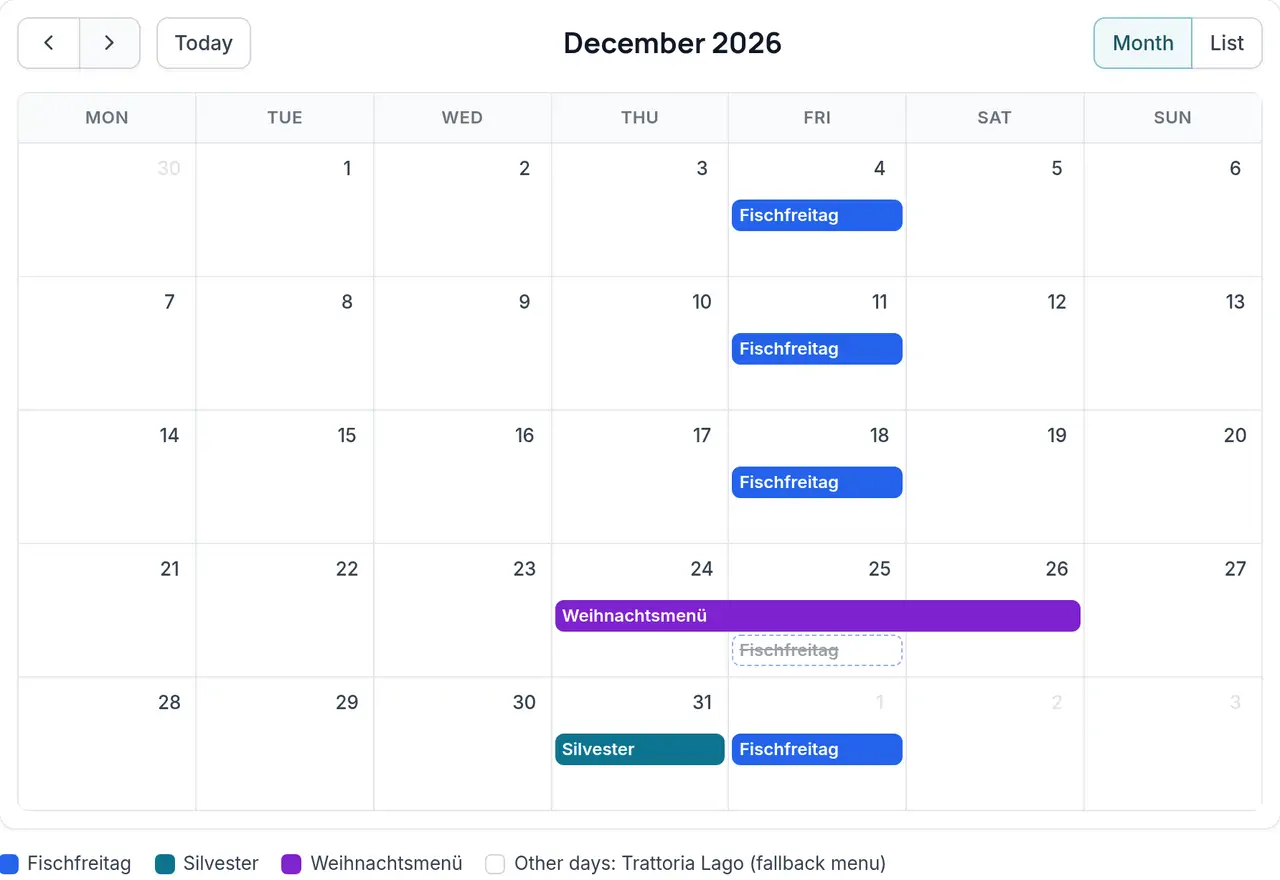 Today
December 2026
Month List
MON TUE WED THU FRI SAT SUN
30 1 2 3 4 5 6
Fischfreitag
7 8 9 10 11 12 13
Fischfreitag
14 15 16 17 18 19 20
Fischfreitag
21 22 23 24 25 26 27
Weihnachtsmenü
Fischfreitag
28 29 30 31 1 2 3
Silvester Fischfreitag
Fischfreitag Silvester Weihnachtsmenü Other days: Trattoria Lago (fallback menu)